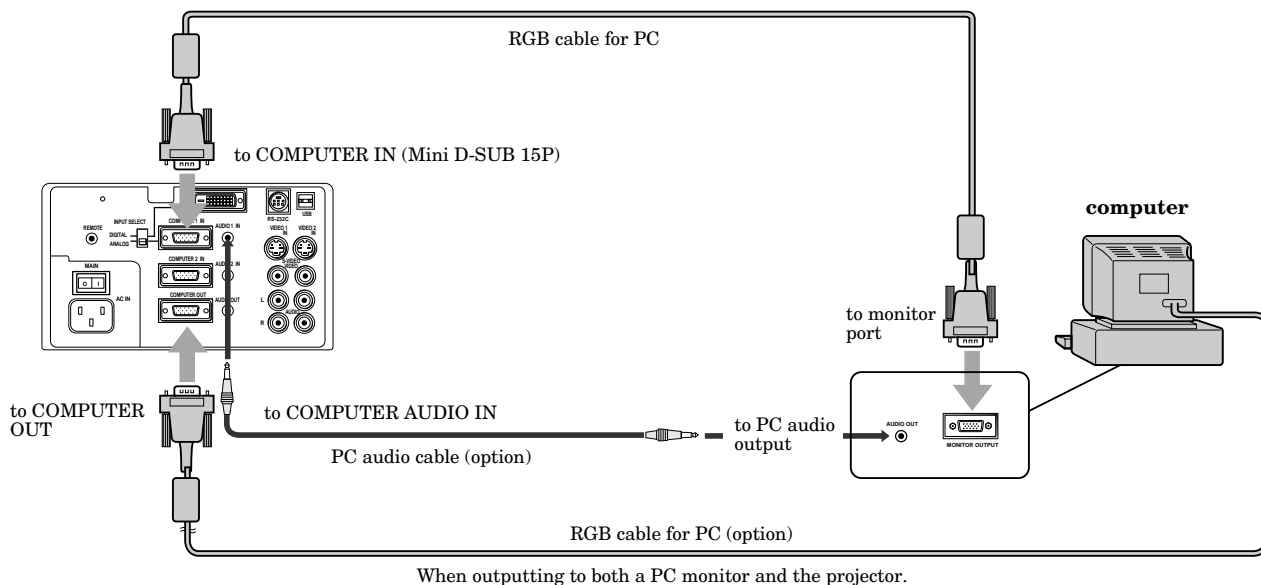 RGB cable for PC
to COMPUTER IN (Mini D-SUB 15P)
RS-232C
USB
REMOTE
INPUT SELECT
DIGITAL
ANALOG
COMPUTER 1 IN
AUDIO 1 IN
VIDEO 1
IN
VIDEO 2
IN
S-VIDEO
VIDEO
COMPUTER 2 IN
AUDIO 2 IN
MAIN
O I
AC IN
COMPUTER OUT
AUDIO OUT
L
AUDIO
R
computer
to monitor
port
to COMPUTER
OUT
to COMPUTER AUDIO IN
PC audio cable (option)
to PC audio
output
AUDIO OUT
MONITOR OUTPUT
RGB cable for PC (option)
When outputting to both a PC monitor and the projector.